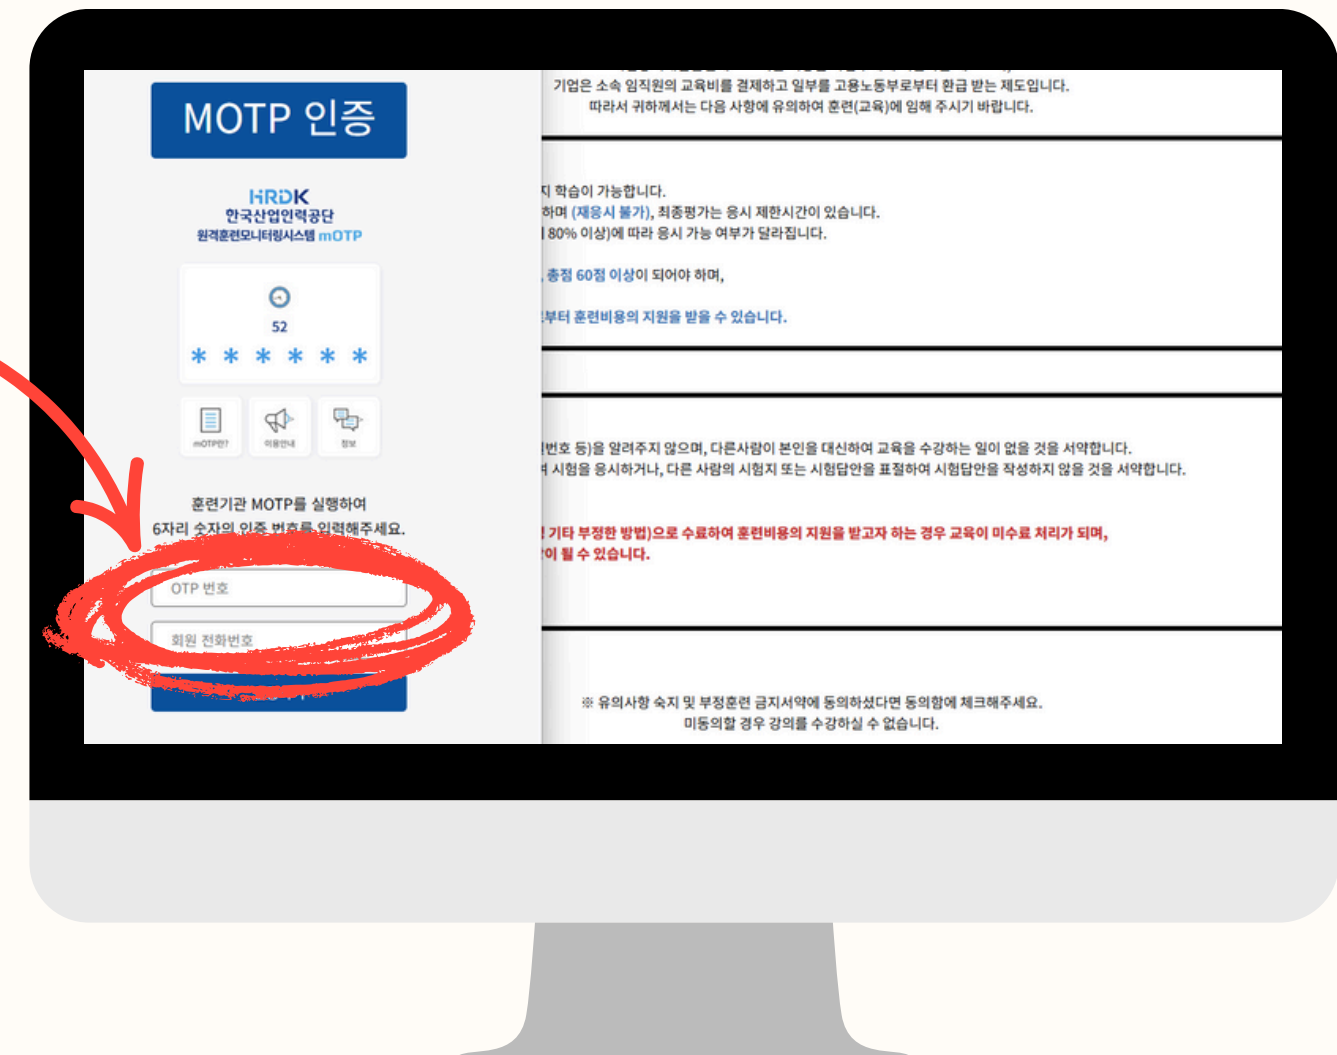 MOTP 인증
HRDK
한국산업인력공단
원격훈련모니터링시스템 mOTP
52
* * * * * *
mOTP란?
이용안내
정보
훈련기관 MOTP를 실행하여
6자리 숫자의 인증 번호를 입력해주세요.
OTP 번호
회원 전화번호
기업은 소속 임직원의 교육비를 결제하고 일부를 고용노동부로부터 환급 받는 제도입니다.
따라서 귀하께서는 다음 사항에 유의하여 훈련(교육)에 임해 주시기 바랍니다.
지 학습이 가능합니다.
하며 (재응시 불가), 최종평가는 응시 제한시간이 있습니다.
80% 이상)에 따라 응시 가능 여부가 달라집니다.
총점 60점 이상이 되어야 하며,
부터 훈련비용의 지원을 받을 수 있습니다.
번호 등)을 알려주지 않으며, 다른사람이 본인을 대신하여 교육을 수강하는 일이 없을 것을 서약합니다.
시험을 응시하거나, 다른 사람의 시험지 또는 시험답안을 표절하여 시험답안을 작성하지 않을 것을 서약합니다.
기타 부정한 방법)으로 수료하여 훈련비용의 지원을 받고자 하는 경우 교육이 미수료 처리가 되며,
이 될 수 있습니다.
※ 유의사항 숙지 및 부정훈련 금지서약에 동의하셨다면 동의함에 체크해주세요.
미동의할 경우 강의를 수강하실 수 없습니다.